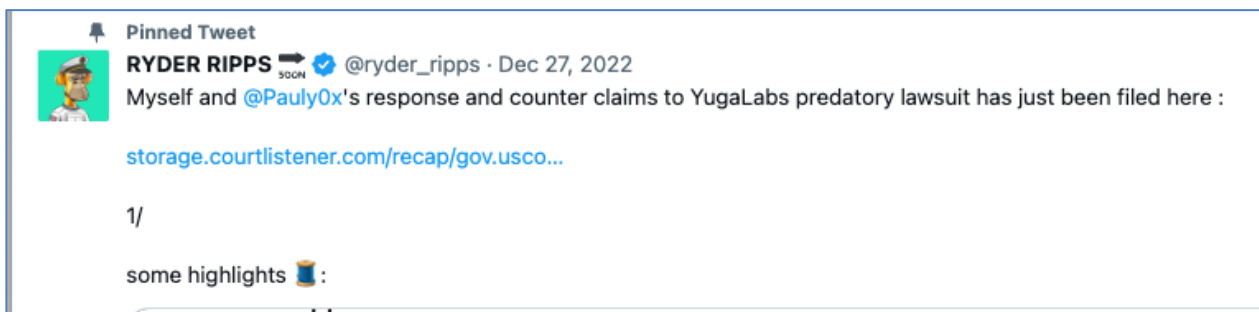 Pinned Tweet
RYDER RIPPS SOON @ryder_ripps · Dec 27, 2022
Myself and @Pauly0x's response and counter claims to YugaLabs predatory lawsuit has just been filed here :
storage.courtlistener.com/recap/gov.usco...
1/
some highlights 🧵 :